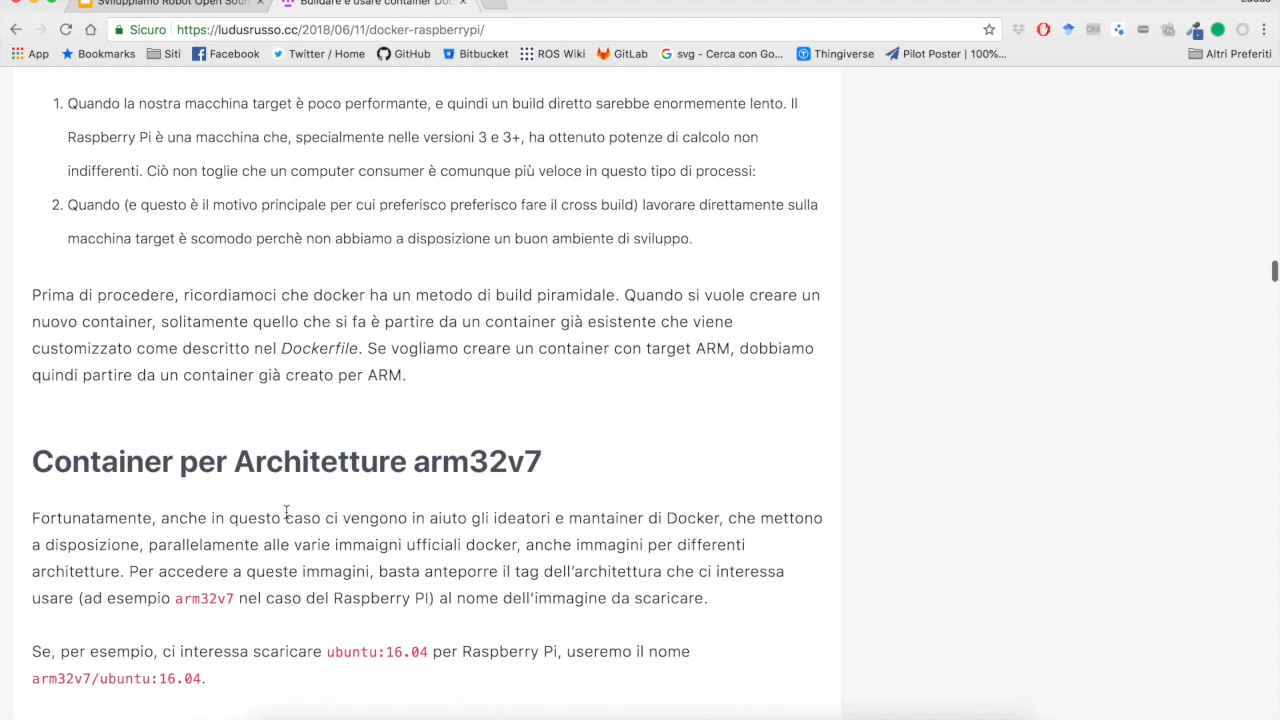 Sviluppiamo Robot Open Sour
Buildare e usare container Doc
Ludus
Sicuro
https://ludusrusso.cc/2018/06/11/docker-raspberrypi/
App
Bookmarks
Siti
Facebook
Twitter / Home
GitHub
Bitbucket
ROS Wiki
GitLab
svg - Cerca con Go...
Thingiverse
Pilot Poster | 100%...
Altri Preferiti
1. Quando la nostra macchina target è poco performante, e quindi un build diretto sarebbe enormemente lento. Il
Raspberry Pi è una macchina che, specialmente nelle versioni 3 e 3+, ha ottenuto potenze di calcolo non
indifferenti. Ciò non toglie che un computer consumer è comunque più veloce in questo tipo di processi:
2. Quando (e questo è il motivo principale per cui preferisco preferisco fare il cross build) lavorare direttamente sulla
macchina target è scomodo perchè non abbiamo a disposizione un buon ambiente di sviluppo.
Prima di procedere, ricordiamoci che docker ha un metodo di build piramidale. Quando si vuole creare un
nuovo container, solitamente quello che si fa è partire da un container già esistente che viene
customizzato come descritto nel Dockerfile. Se vogliamo creare un container con target ARM, dobbiamo
quindi partire da un container già creato per ARM.
Container per Architetture arm32v7
Fortunatamente, anche in questo caso ci vengono in aiuto gli ideatori e mantainer di Docker, che mettono
a disposizione, parallelamente alle varie immaigni ufficiali docker, anche immagini per differenti
architetture. Per accedere a queste immagini, basta anteporre il tag dell'architettura che ci interessa
usare (ad esempio arm32v7 nel caso del Raspberry PI) al nome dell'immagine da scaricare.
Se, per esempio, ci interessa scaricare ubuntu:16.04 per Raspberry Pi, useremo il nome
arm32v7/ubuntu:16.04.